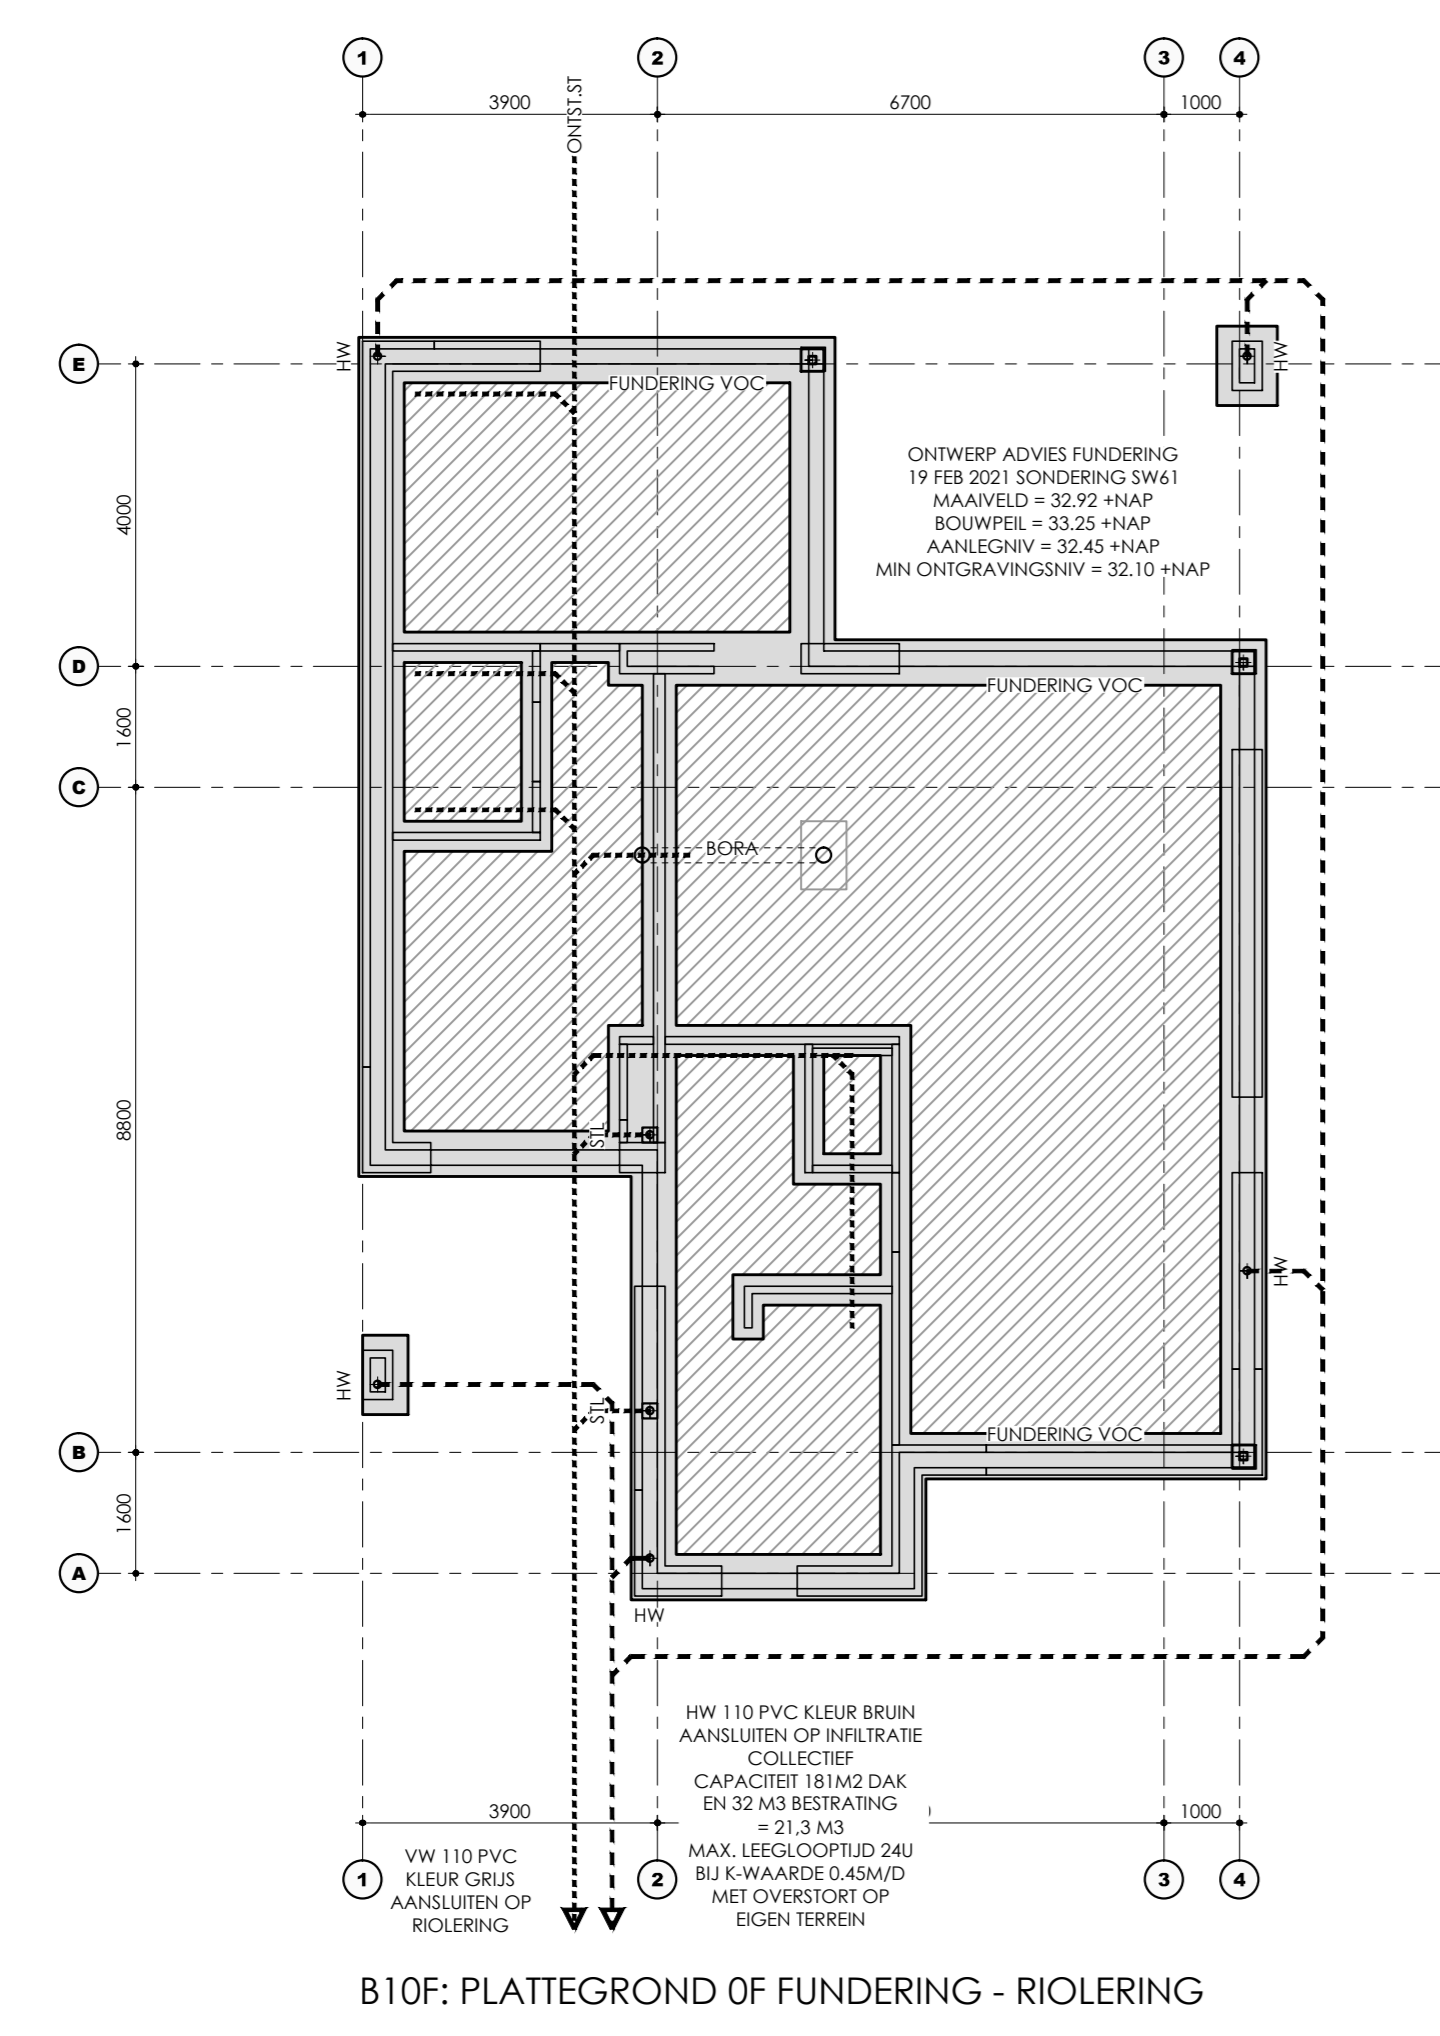 1
2
3
4
3900
6700
1000
ONTST.ST
HW
E
FUNDERING VOC
HW
ONTWERP ADVIES FUNDERING
19 FEB 2021 SONDERING SW61
MAAIVELD = 32.92 +NAP
BOUWPEIL = 33.25 +NAP
AANLEGNIV = 32.45 +NAP
MIN ONTGRAVINGSNIV = 32.10 +NAP
4000
D
FUNDERING VOC
1600
C
BORA
8800
STL
HW
HW
STL
FUNDERING VOC
B
1600
A
HW
HW 110 PVC KLEUR BRUIN
AANSLUITEN OP INFILTRATIE
COLLECTIEF
CAPACITEIT 181M2 DAK
EN 32 M3 BESTRATING
= 21,3 M3
MAX. LEEGLOOPTIJD 24U
BIJ K-WAARDE 0.45M/D
MET OVERSTORT OP
EIGEN TERREIN
3900
1000
VW 110 PVC
KLEUR GRIJS
AANSLUITEN OP
RIOLERING
1
2
3
4
B10F: PLATTEGROND 0F FUNDERING - RIOLERING